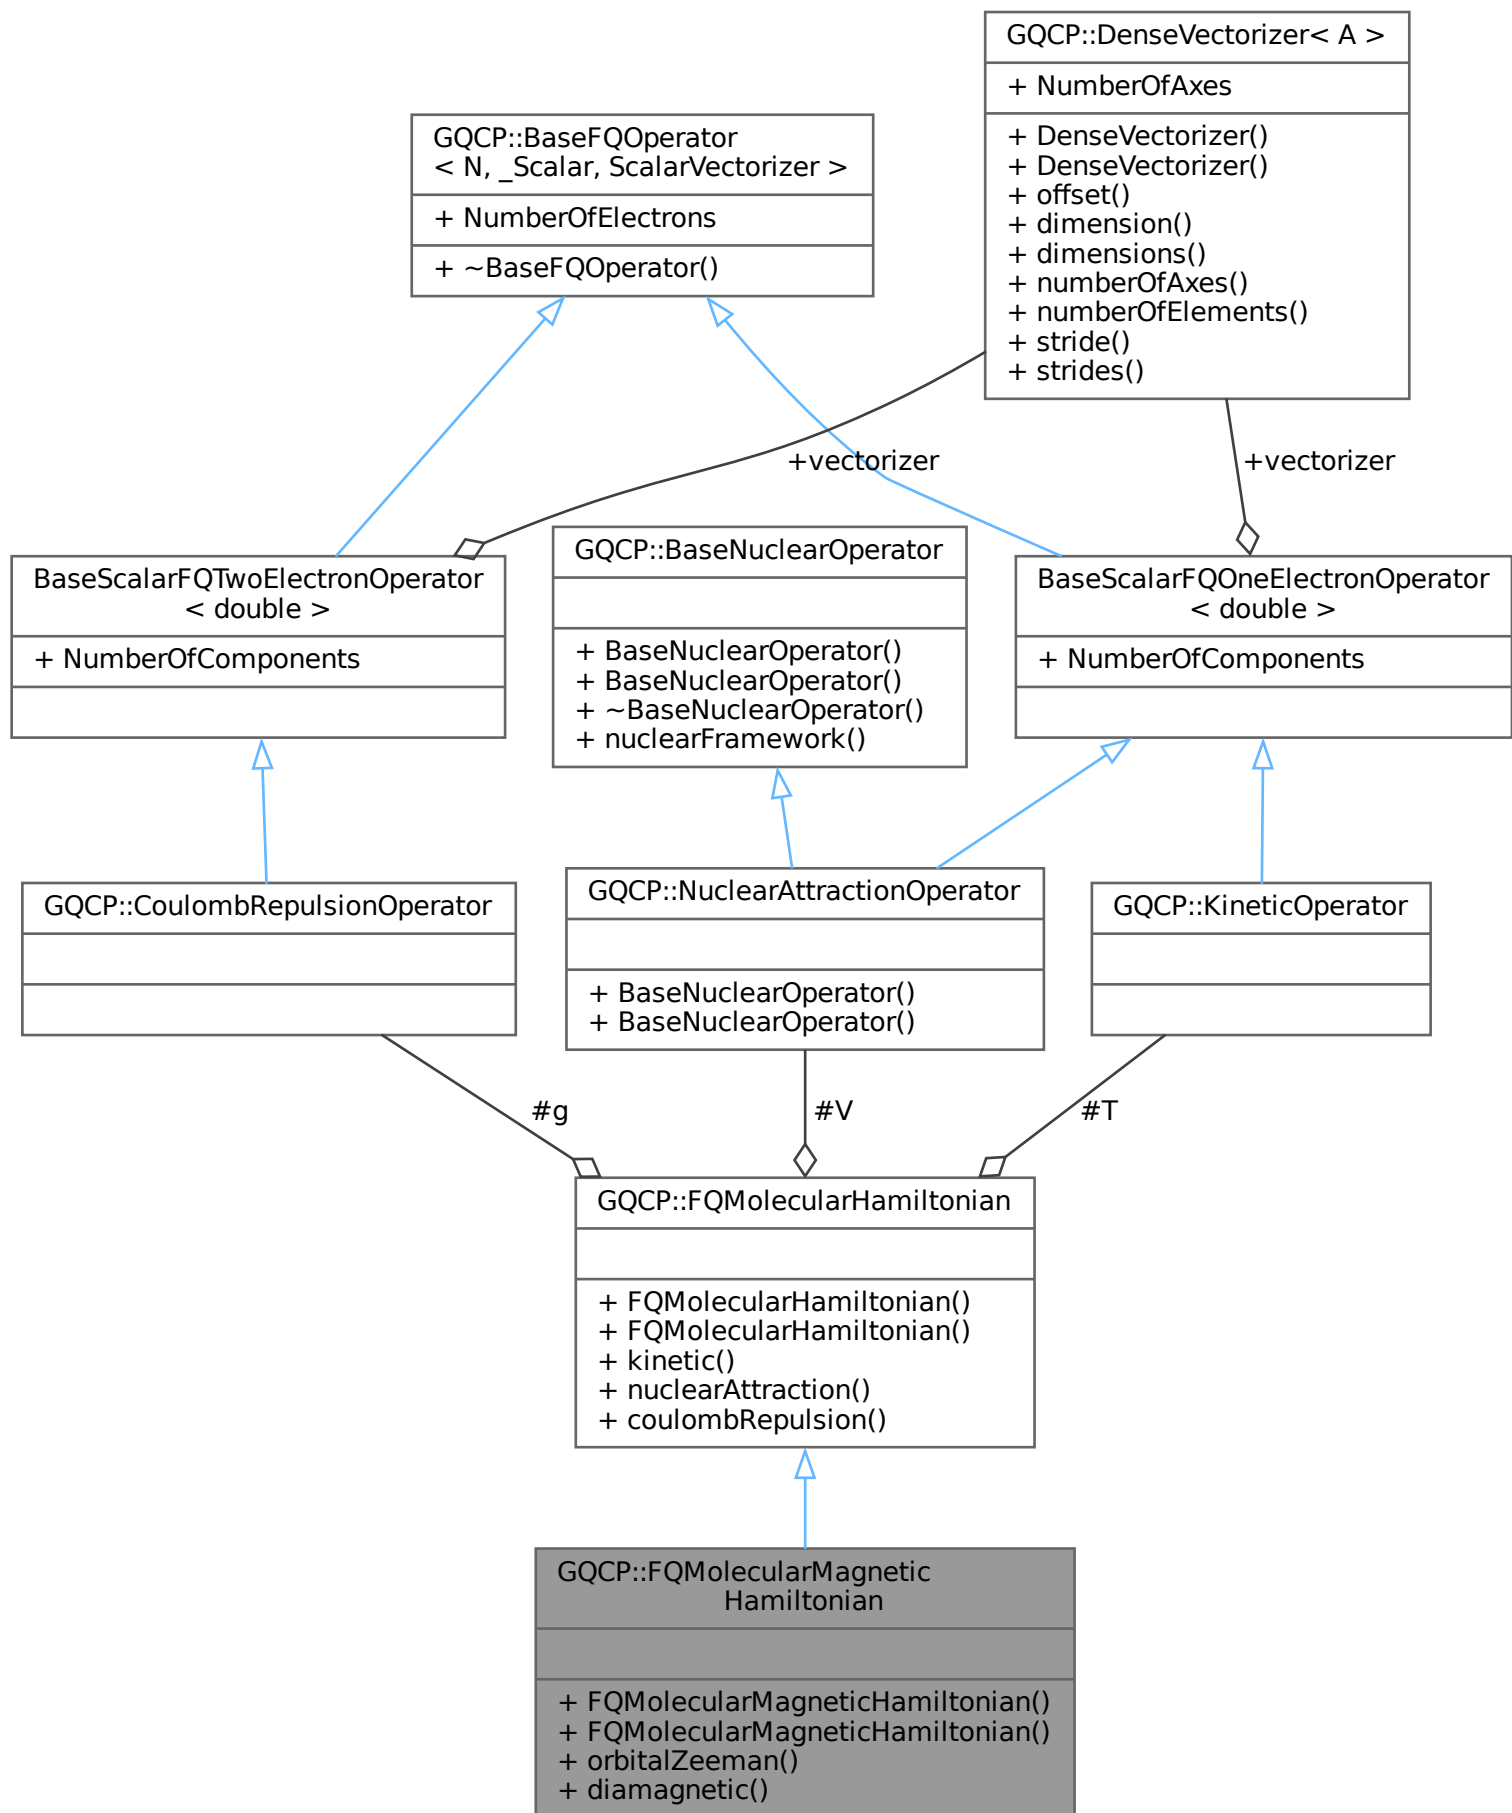 GQCP::DenseVectorizer< A >
+ NumberOfAxes
+ DenseVectorizer()
+ DenseVectorizer()
+ offset()
+ dimension()
+ dimensions()
+ numberOfAxes()
+ numberOfElements()
+ stride()
+ strides()
GQCP::BaseFQOperator
< N, _Scalar, ScalarVectorizer >
+ NumberOfElectrons
+ ~BaseFQOperator()
+vectorizer
+vectorizer
BaseScalarFQTwoElectronOperator
< double >
+ NumberOfComponents
GQCP::BaseNuclearOperator
+ BaseNuclearOperator()
+ BaseNuclearOperator()
+ ~BaseNuclearOperator()
+ nuclearFramework()
BaseScalarFQOneElectronOperator
< double >
+ NumberOfComponents
GQCP::CoulombRepulsionOperator
GQCP::NuclearAttractionOperator
+ BaseNuclearOperator()
+ BaseNuclearOperator()
GQCP::KineticOperator
#g
#V
#T
GQCP::FQMolecularHamiltonian
+ FQMolecularHamiltonian()
+ FQMolecularHamiltonian()
+ kinetic()
+ nuclearAttraction()
+ coulombRepulsion()
GQCP::FQMolecularMagnetic
Hamiltonian
+ FQMolecularMagneticHamiltonian()
+ FQMolecularMagneticHamiltonian()
+ orbitalZeeman()
+ diamagnetic()